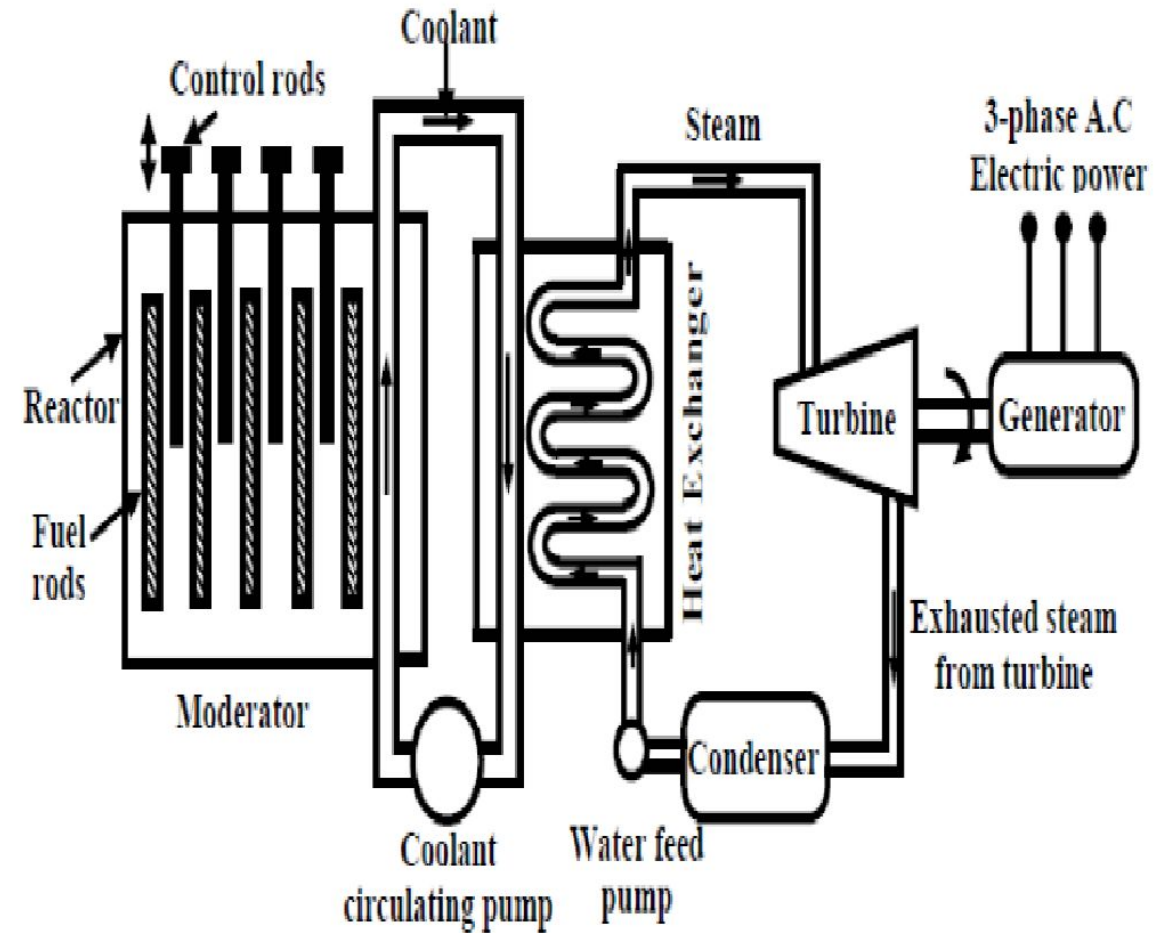 Coolant
Control rods
Steam
3-phase A.C
Electric power
Reactor
Fuel
rods
Heat Exchanger
Turbine
Generator
Exhausted steam
from turbine
Moderator
Condenser
Coolant
circulating pump
Water feed
pump